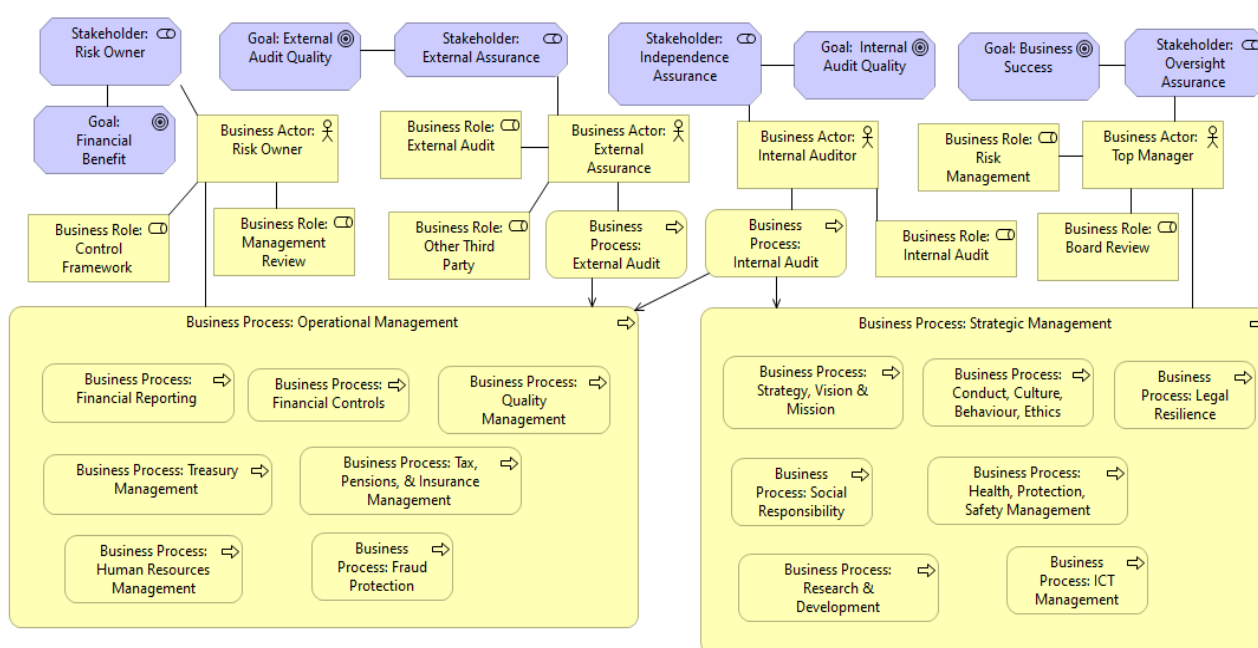 Stakeholder:
Risk Owner
Goal: External
Audit Quality
Stakeholder:
External Assurance
Stakeholder:
Independence
Assurance
Goal: Internal
Audit Quality
Goal: Business
Success
Stakeholder:
Oversight
Assurance
Goal:
Financial
Benefit
Business Actor:
Risk Owner
Business Role:
External Audit
Business Actor:
External
Assurance
Business Actor:
Internal Auditor
Business Role:
Risk
Management
Business Actor:
Top Manager
Business Role:
Control
Framework
Business Role:
Management
Review
Business Role:
Other Third
Party
Business
Process:
External Audit
Business
Process:
Internal Audit
Business Role:
Internal Audit
Business Role:
Board Review
Business Process: Operational Management
Business Process:
Financial Reporting
Business Process:
Financial Controls
Business Process:
Quality
Management
Business Process: Treasury
Management
Business Process: Tax,
Pensions, & Insurance
Management
Business Process:
Human Resources
Management
Business
Process: Fraud
Protection
Business Process: Strategic Management
Business Process:
Strategy, Vision &
Mission
Business Process:
Conduct, Culture,
Behaviour, Ethics
Business
Process: Legal
Resilience
Business
Process: Social
Responsibility
Business Process:
Health, Protection,
Safety Management
Business Process:
Research &
Development
Business
Process: ICT
Management